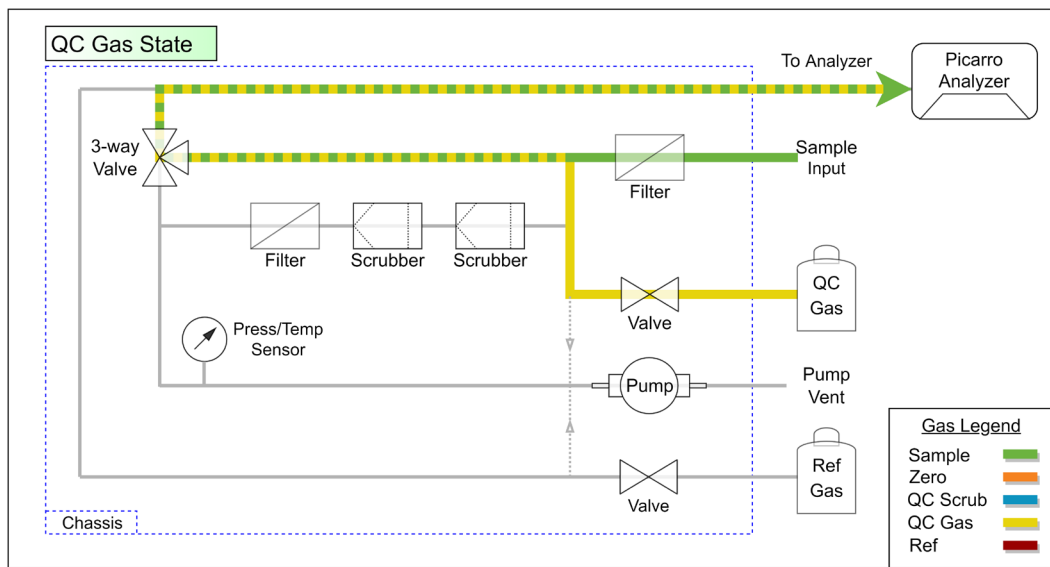 QC Gas State
To Analyzer
Picarro
Analyzer
3-way
Valve
Sample
Input
Filter
Filter
Scrubber
Scrubber
QC
Gas
Valve
Press/Temp
Sensor
Pump
Pump
Vent
Ref
Gas
Valve
Chassis
Gas Legend
Sample
Zero
QC Scrub
QC Gas
Ref